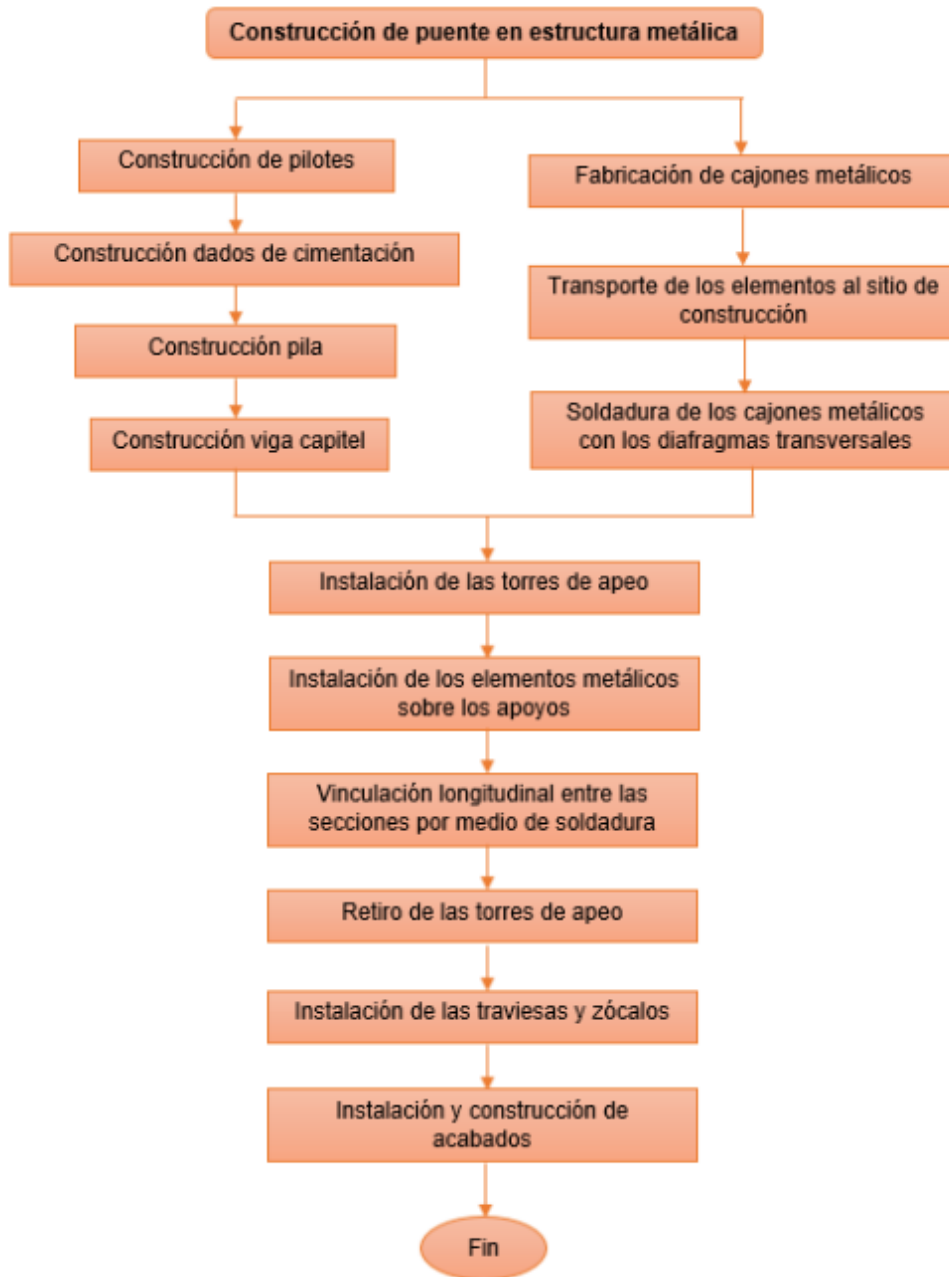 Construcción de puente en estructura metálica
Construcción de pilotes
Construcción dados de cimentación
Construcción pila
Construcción viga capitel
Fabricación de cajones metálicos
Transporte de los elementos al sitio de
construcción
Soldadura de los cajones metálicos
con los diafragmas transversales
Instalación de las torres de apeo
Instalación de los elementos metálicos
sobre los apoyos
Vinculación longitudinal entre las
secciones por medio de soldadura
Retiro de las torres de apeo
Instalación de las traviesas y zócalos
Instalación y construcción de
acabados
Fin